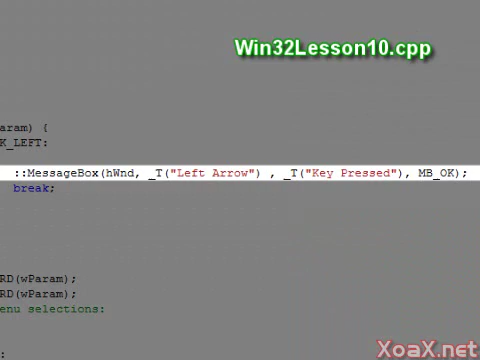 Win32Lesson10.cpp
aram) {
K_LEFT:
::MessageBox(hWnd, _T("Left Arrow") , _T("Key Pressed"), MB_OK);
break;
RD(wParam);
RD(wParam);
enu selections:
:
XoaX.net